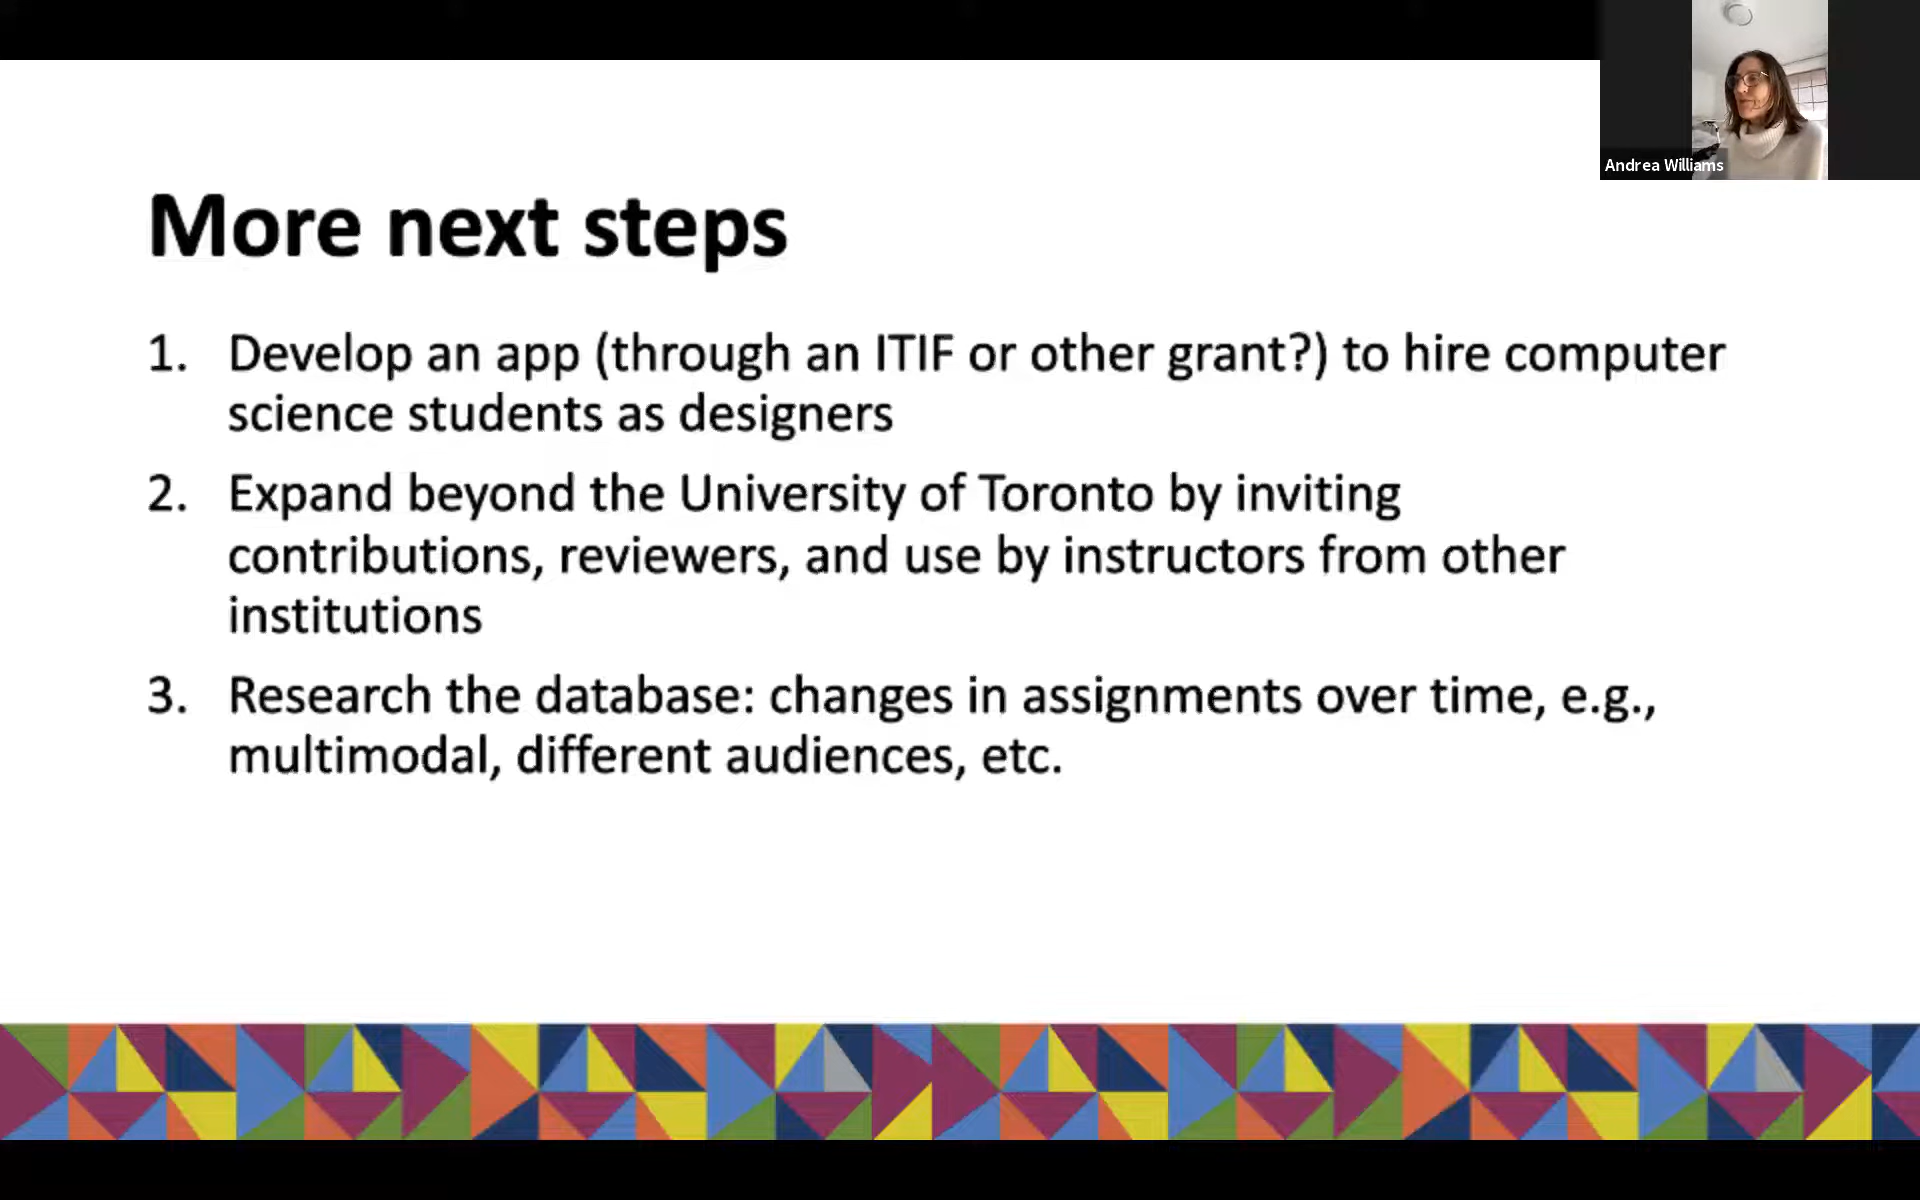 Andrea Williams
More next steps
1. Develop an app (through an ITIF or other grant?) to hire computer
science students as designers
2. Expand beyond the University of Toronto by inviting
contributions, reviewers, and use by instructors from other
institutions
3. Research the database: changes in assignments over time, e.g.,
multimodal, different audiences, etc.